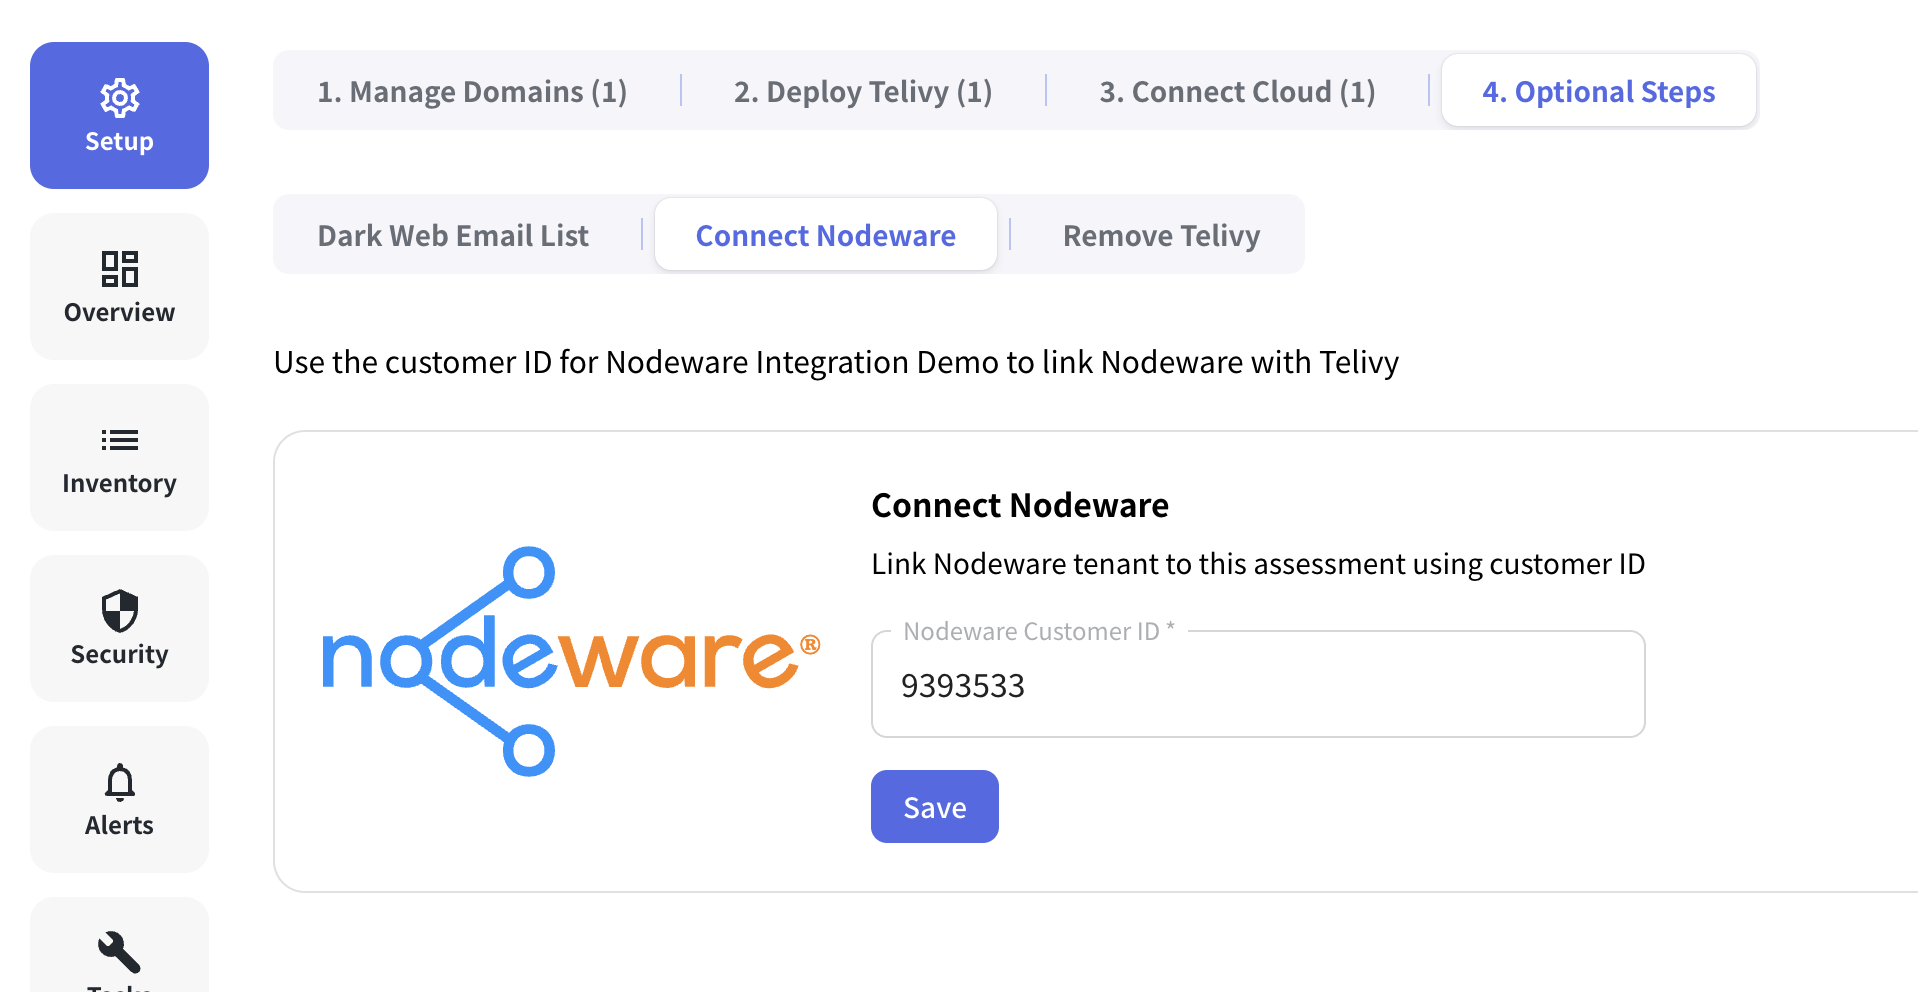 Setup
Overview
Inventory
Security
Alerts
Tasks
1. Manage Domains (1)
2. Deploy Telivy (1)
3. Connect Cloud (1)
4. Optional Steps
Dark Web Email List
Connect Nodeware
Remove Telivy
Use the customer ID for Nodeware Integration Demo to link Nodeware with Telivy
nodeware®
Connect Nodeware
Link Nodeware tenant to this assessment using customer ID
Nodeware Customer ID *
9393533
Save